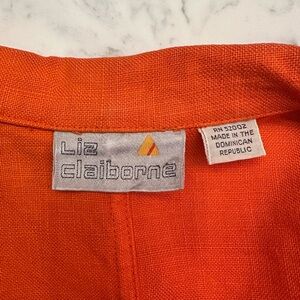 Liz
claiborne
RN 52002
MADE IN THE
DOMINICAN
REPUBLIC